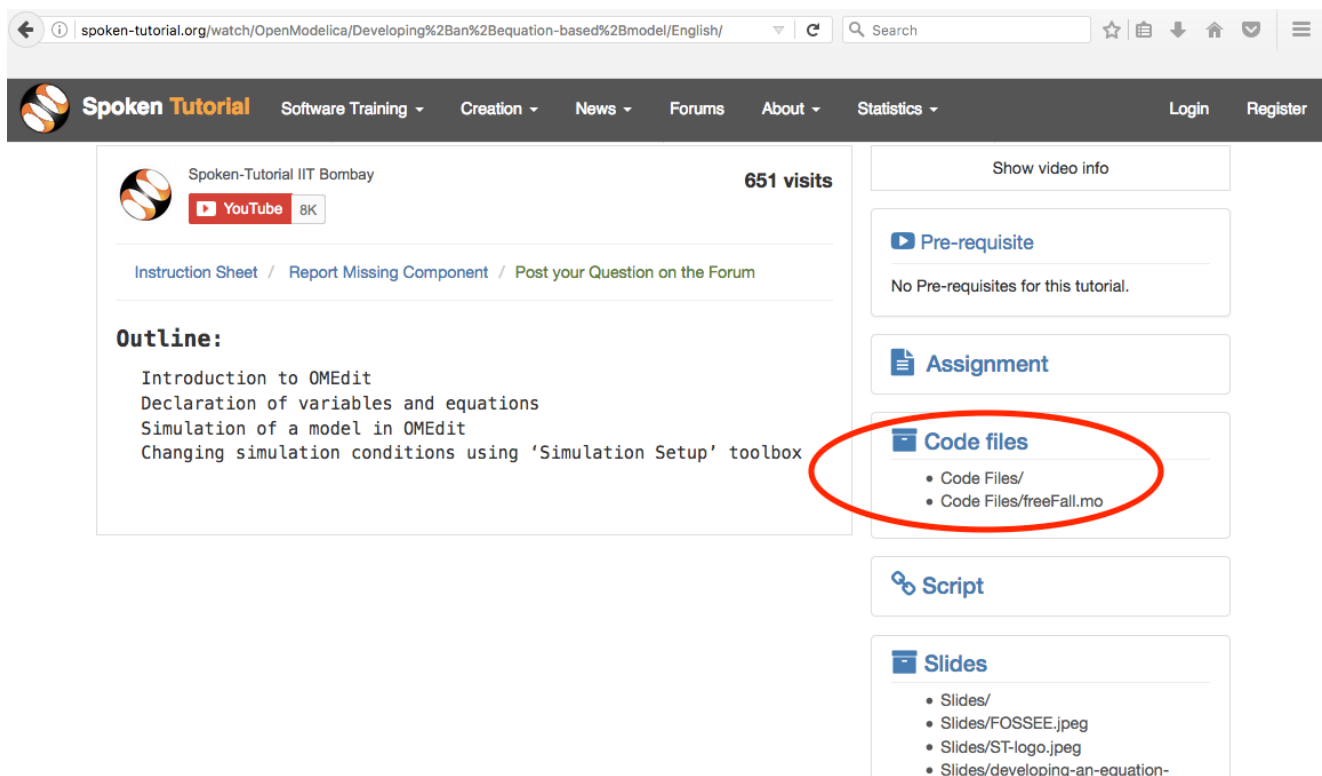 spoken-tutorial.org/watch/OpenModelica/Developing%2Ban%2Bequation-based%2Bmodel/English/
Search
Spoken Tutorial
Software Training
Creation
News
Forums
About
Statistics
Login
Register
Spoken-Tutorial IIT Bombay
YouTube 8K
651 visits
Instruction Sheet / Report Missing Component / Post your Question on the Forum
Outline:
Introduction to OMEdit
Declaration of variables and equations
Simulation of a model in OMEdit
Changing simulation conditions using ‘Simulation Setup’ toolbox
Show video info
Pre-requisite
No Pre-requisites for this tutorial.
Assignment
Code files
• Code Files/
• Code Files/freeFall.mo
Script
Slides
• Slides/
• Slides/FOSSEE.jpeg
• Slides/ST-logo.jpeg
• Slides/developing-an-equation-